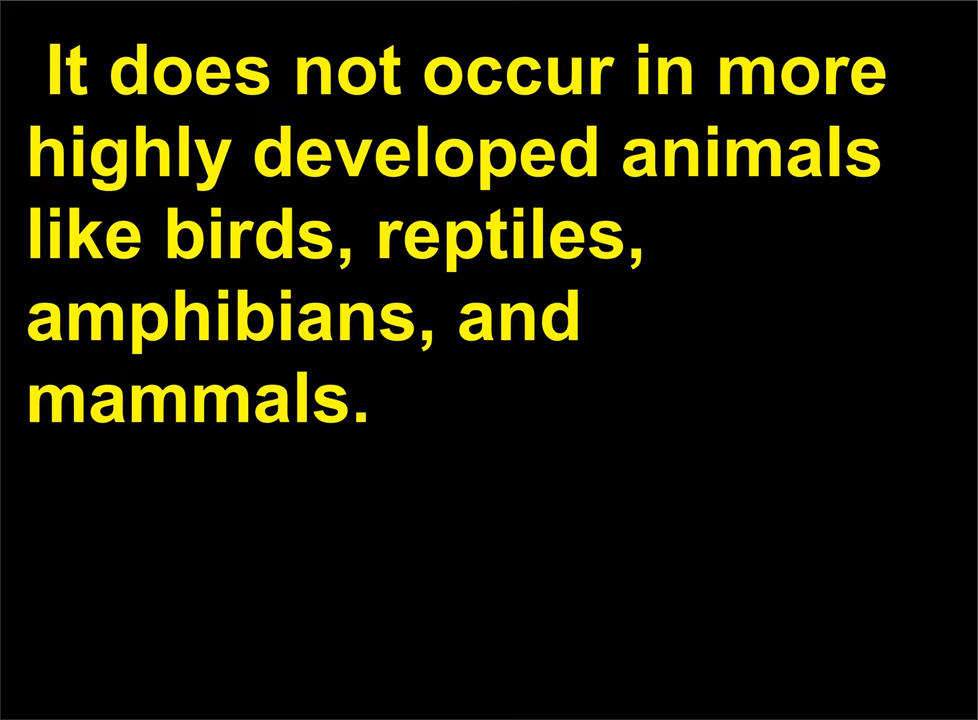 It does not occur in more
highly developed animals
like birds, reptiles,
amphibians, and
mammals.